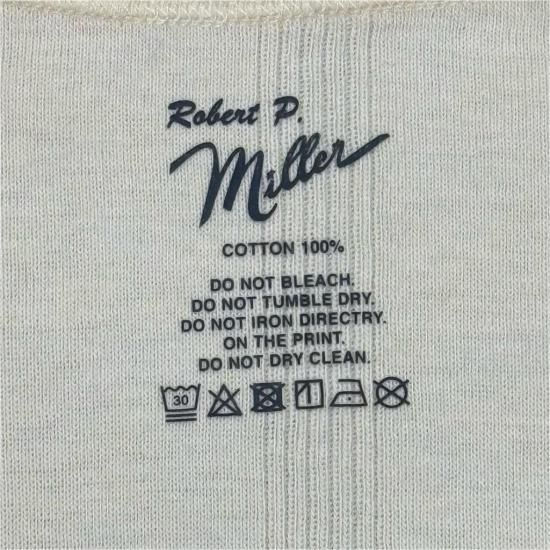 Robert P.
Miller
COTTON 100%
DO NOT BLEACH.
DO NOT TUMBLE DRY.
DO NOT IRON DIRECTRY.
ON THE PRINT.
DO NOT DRY CLEAN.
30